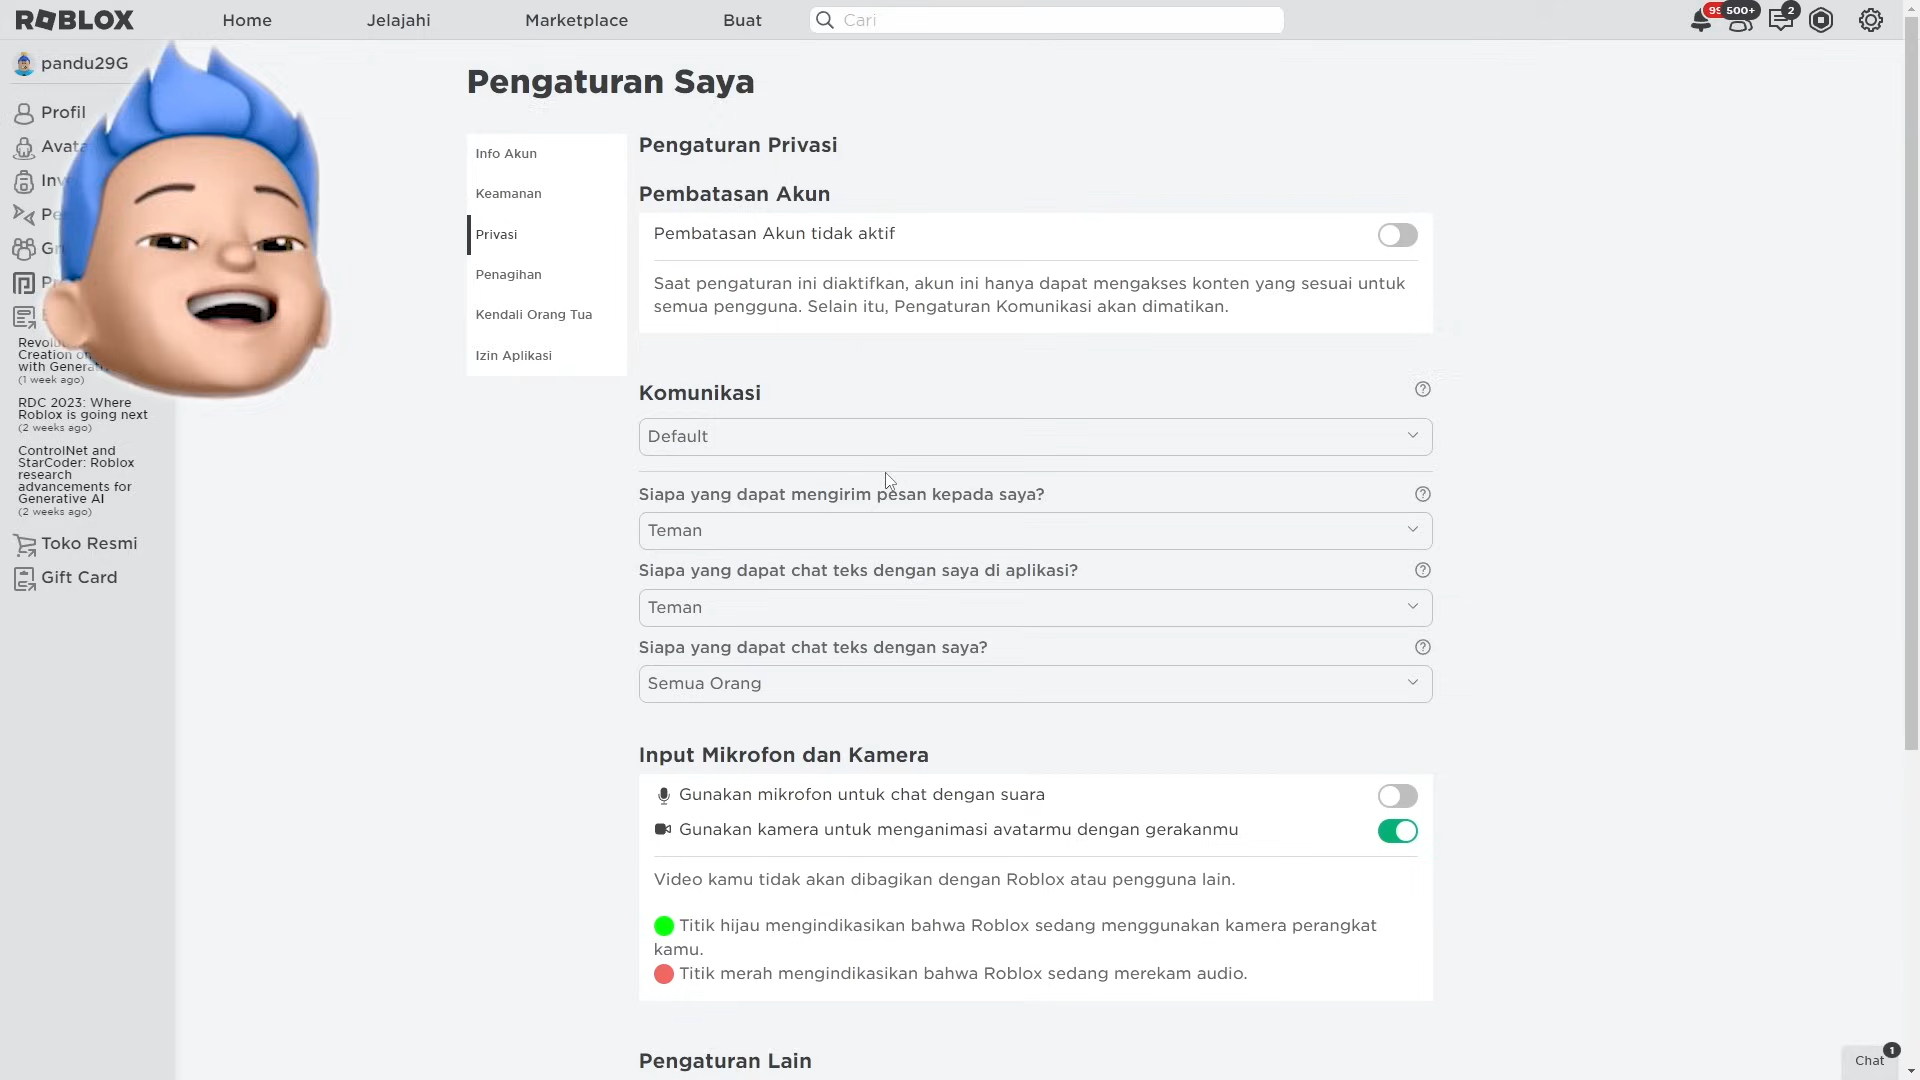 ROBLOX
Home
Jelajahi
Marketplace
Buat
Cari
500+
2
pandu29G
Profil
Revolu
Creation o
with Genera
(1 week ago)
RDC 2023: Where
Roblox is going next
(2 weeks ago)
ControlNet and
StarCoder: Roblox
research
advancements for
Generative AI
(2 weeks ago)
Toko Resmi
Gift Card
Pengaturan Saya
Info Akun
Keamanan
Privasi
Penagihan
Kendali Orang Tua
Izin Aplikasi
Pengaturan Privasi
Pembatasan Akun
Pembatasan Akun tidak aktif
Saat pengaturan ini diaktifkan, akun ini hanya dapat mengakses konten yang sesuai untuk
semua pengguna. Selain itu, Pengaturan Komunikasi akan dimatikan.
Komunikasi
Default
Siapa yang dapat mengirim pesan kepada saya?
Teman
Siapa yang dapat chat teks dengan saya di aplikasi?
Teman
Siapa yang dapat chat teks dengan saya?
Semua Orang
Input Mikrofon dan Kamera
Gunakan mikrofon untuk chat dengan suara
Gunakan kamera untuk menganimasi avatarmu dengan gerakanmu
Video kamu tidak akan dibagikan dengan Roblox atau pengguna lain.
Titik hijau mengindikasikan bahwa Roblox sedang menggunakan kamera perangkat
kamu.
Titik merah mengindikasikan bahwa Roblox sedang merekam audio.
Pengaturan Lain
Chat
1